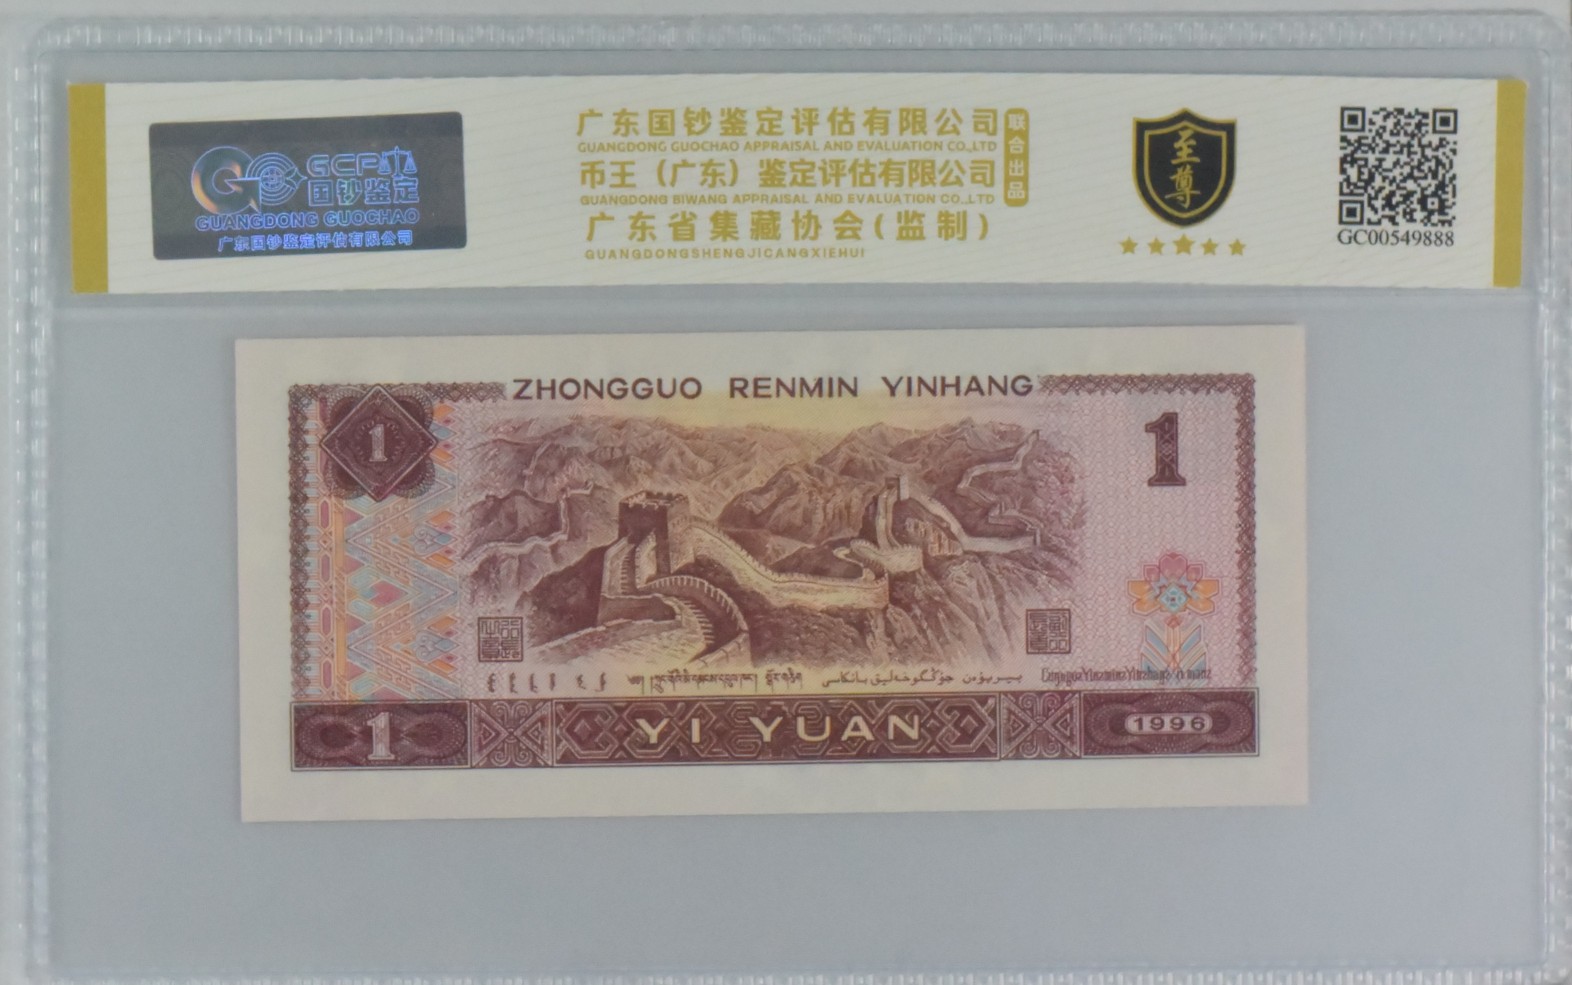 GCP
国钞鉴定
GUANGDONG GUOCHAO
广东国钞鉴定评估有限公司
广东国钞鉴定评估有限公司
GUANGDONG GUOCHAO APPRAISAL AND EVALUATION CO.,LTD
币王（广东）鉴定评估有限公司
GUANGDONG BIWANG APPRAISAL AND EVALUATION CO.,LTD
广东省集藏协会(监制)
GUANGDONGSHENGJICANGXIEHUI
联合出品
至尊
GC00549888
ZHONGGUO RENMIN YINHANG
1
1
1
YI YUAN
1996